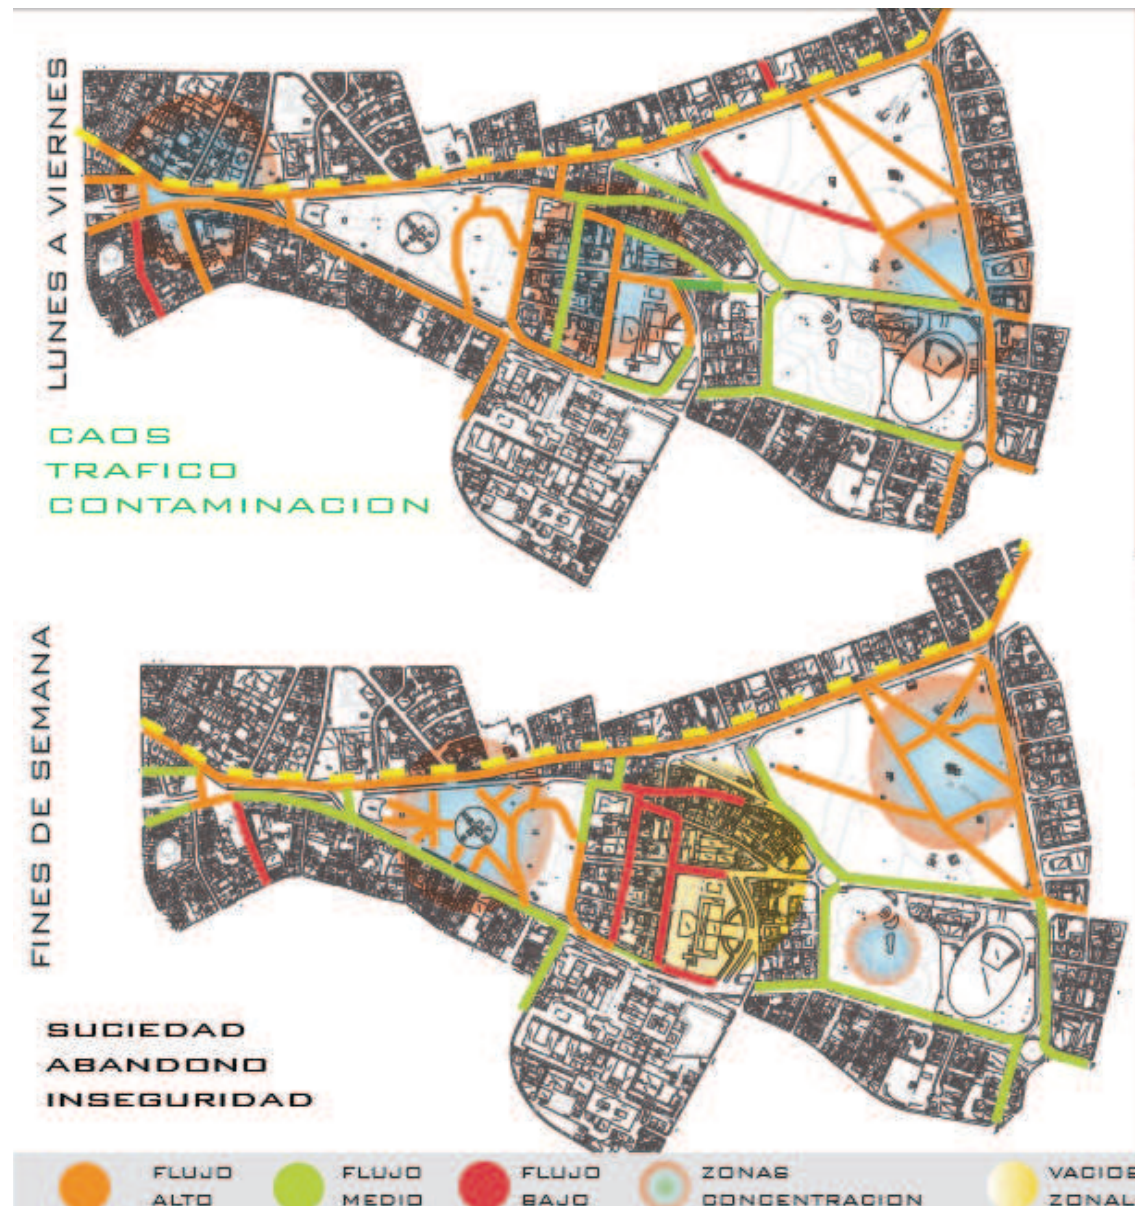 LUNES A VIERNES
CAOS
TRAFICO
CONTAMINACION
FINES DE SEMANA
SUCIEDAD
ABANDONO
INSEGURIDAD
FLUJO
ALTO
FLUJO
MEDIO
FLUJO
BAJO
ZONAS
CONCENTRACION
VACIOS
ZONAL